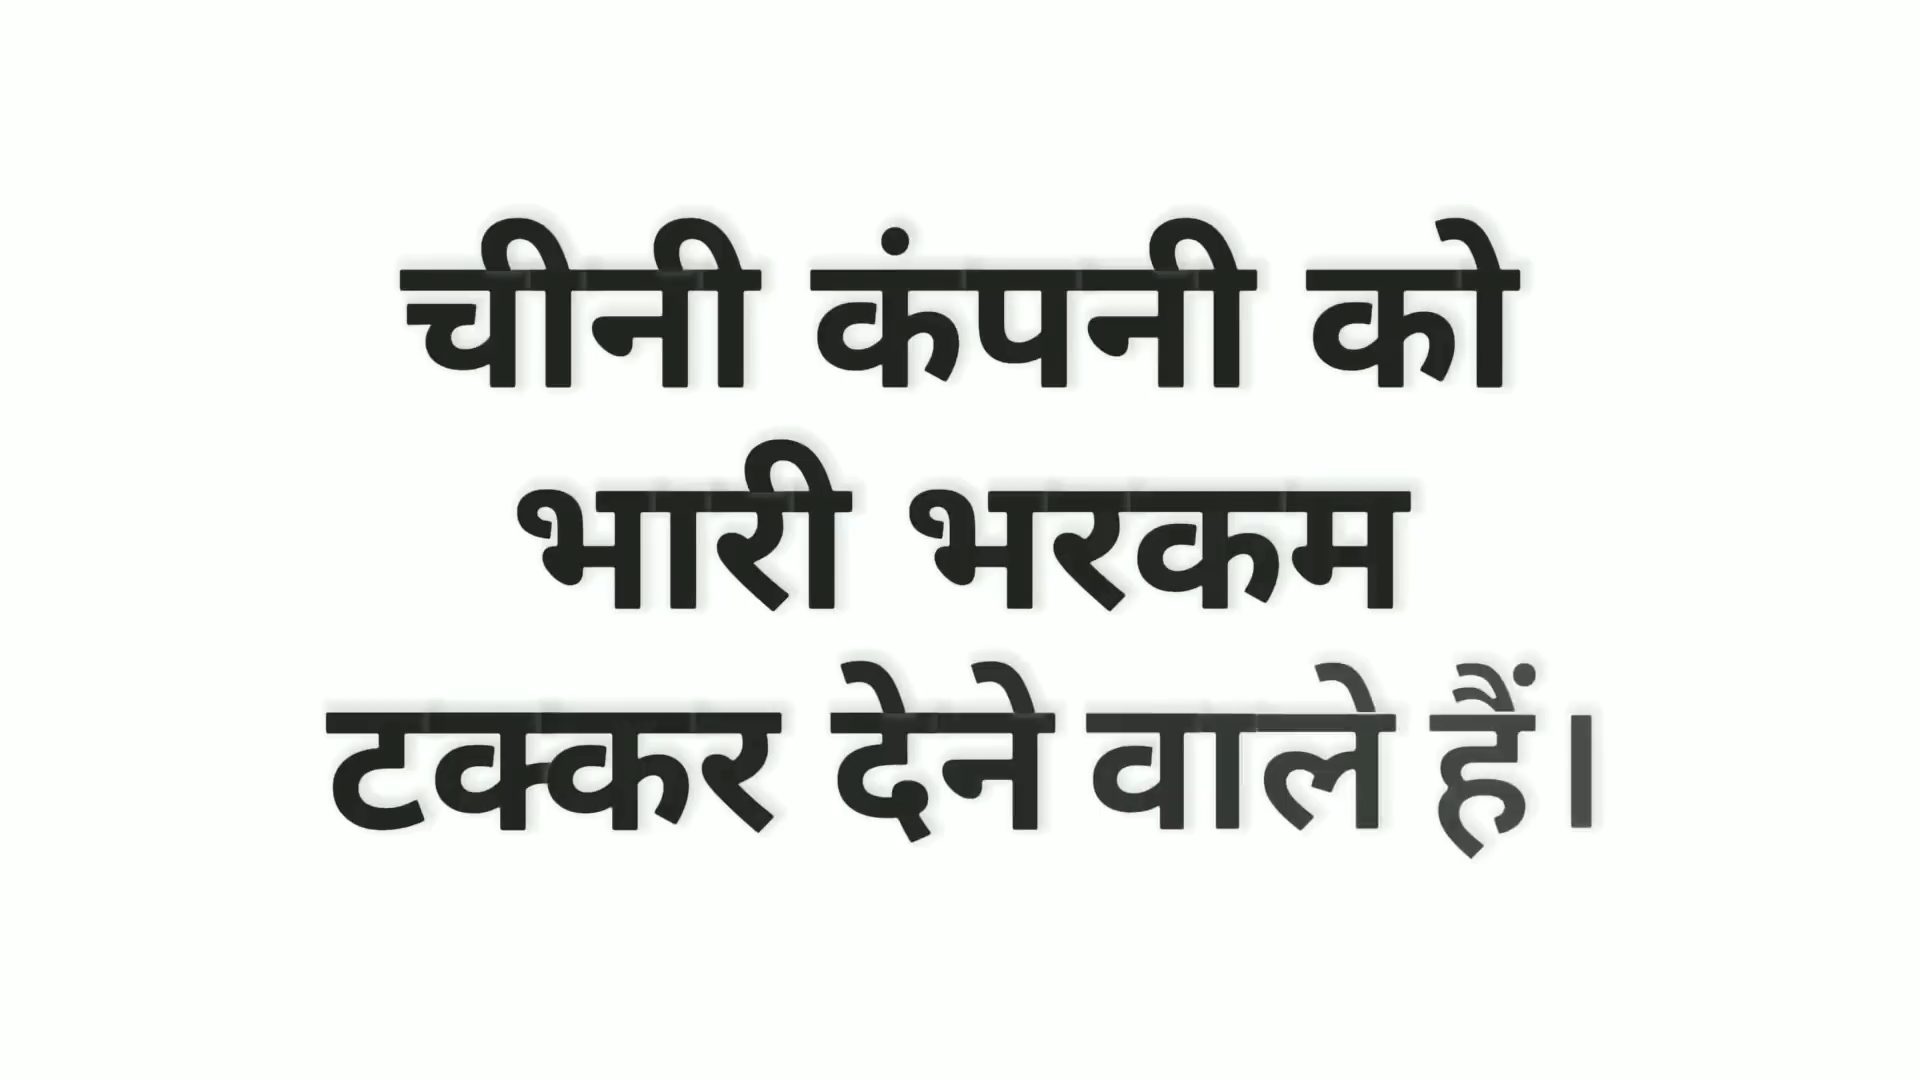 चीनी कंपनी को
भारी भरकम
टक्कर देने वाले हैं।